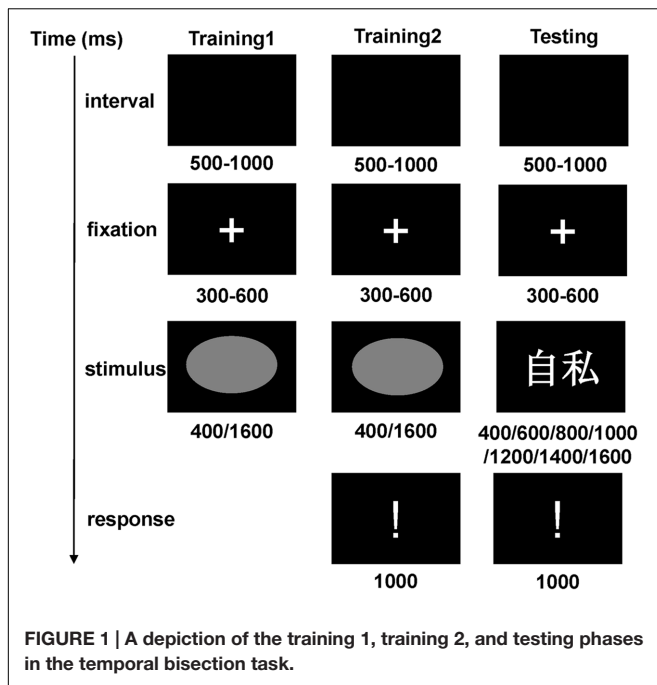 Time (ms) Training1 Training2 Testing
interval
500-1000 500-1000 500-1000
fixation + + +
300-600 300-600 300-600
stimulus 自私
400/1600 400/1600 400/600/800/1000
/1200/1400/1600
response ! !
1000 1000
FIGURE 1 | A depiction of the training 1, training 2, and testing phases
in the temporal bisection task.